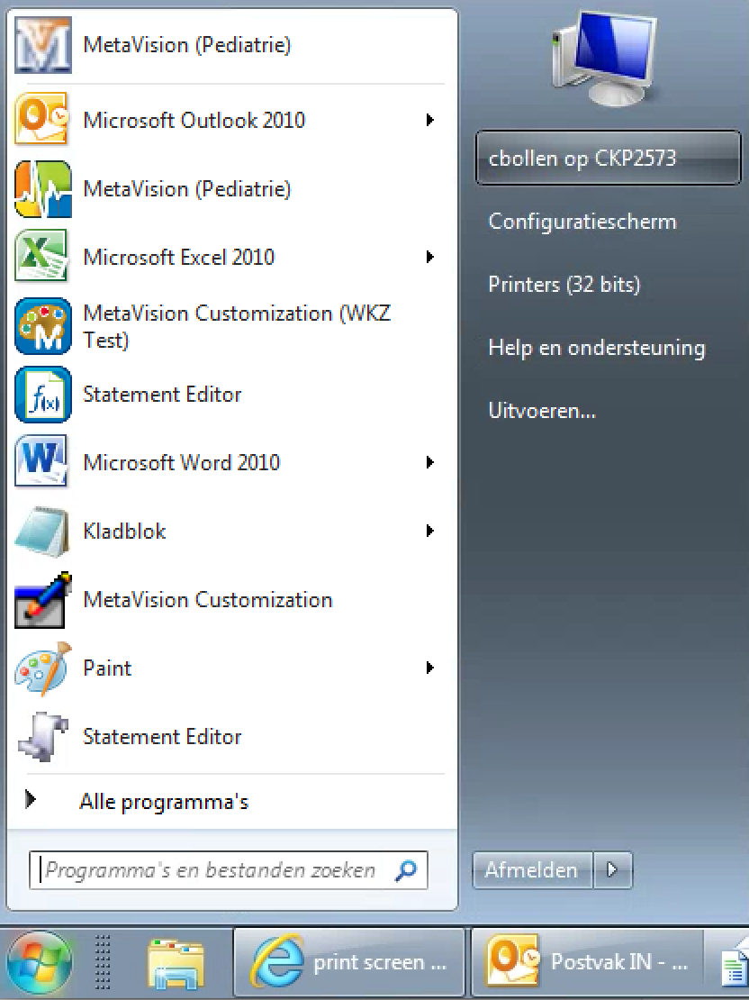 MetaVision (Pediatrie)
Microsoft Outlook 2010
MetaVision (Pediatrie)
Microsoft Excel 2010
MetaVision Customization (WKZ
Test)
Statement Editor
Microsoft Word 2010
Kladblok
MetaVision Customization
Paint
Statement Editor
Alle programma's
Programma's en bestanden zoeken
cbollen op CKP2573
Configuratiescherm
Printers (32 bits)
Help en ondersteuning
Uitvoeren...
Afmelden
print screen ...
Postvak IN - ...